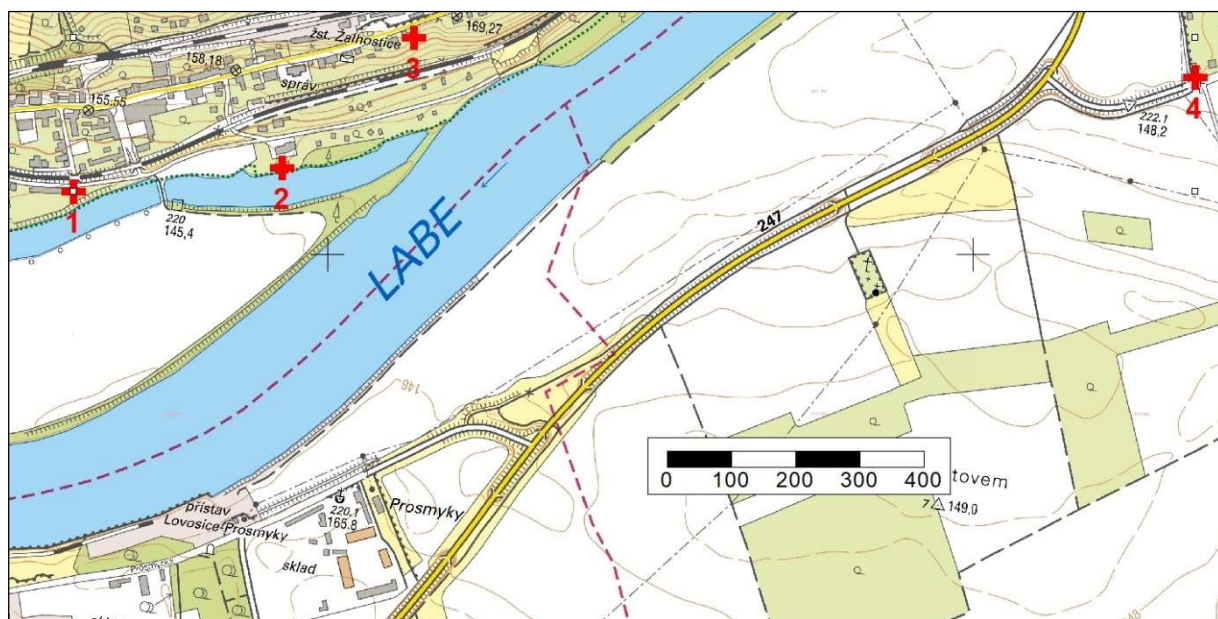 169,27
žst. Žalhostice
3
158,18
správ
4
222.1
148,2
155,55
2
1
220
145,4
247
LABE
146
0 100 200 300 400
tovem
7 149,0
přístav
Lovosice-Prosmyky
220.1
165,8
Prosmyky
sklad
Prosmycká
148